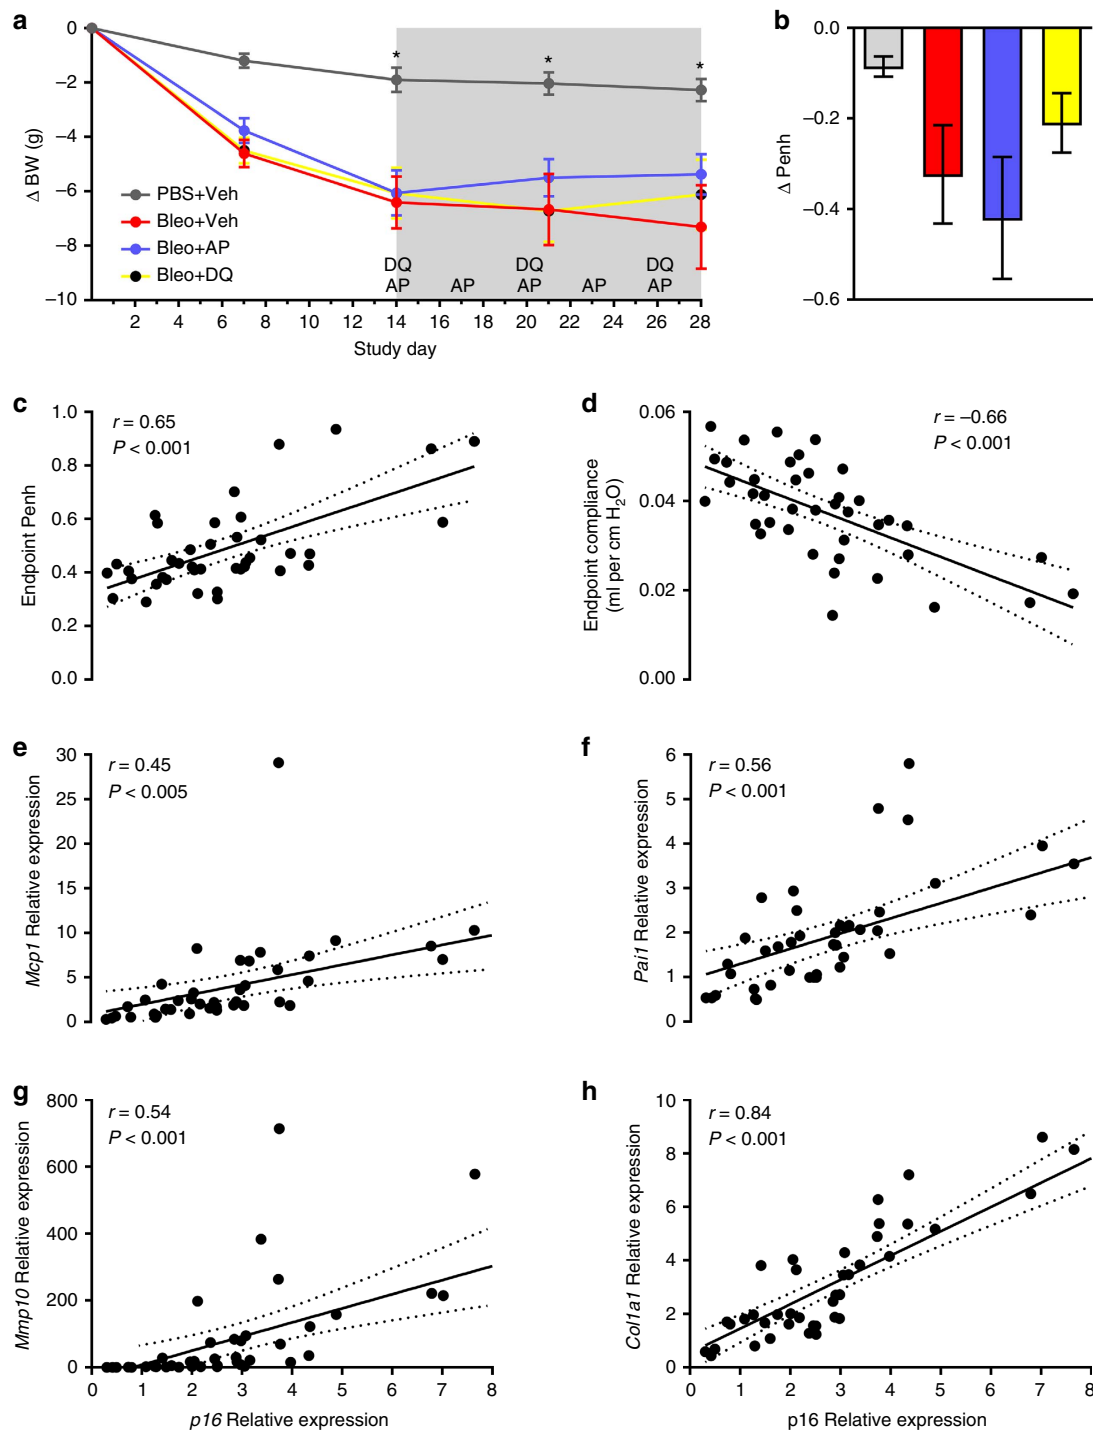 a
0
−2
−4
−6
−8
−10
Δ BW (g)
PBS+Veh
Bleo+Veh
Bleo+AP
Bleo+DQ
* * *
DQ DQ DQ
AP AP AP AP AP
2 4 6 8 10 12 14 16 18 20 22 24 26 28
Study day
b
0.0
−0.2
−0.4
−0.6
Δ Penh
c
1.0
0.8
0.6
0.4
0.2
0.0
Endpoint Penh
r = 0.65
P < 0.001
d
0.06
0.04
0.02
0.00
Endpoint compliance
(ml per cm H₂O)
r = −0.66
P < 0.001
e
30
25
20
15
10
5
0
Mcp1 Relative expression
r = 0.45
P < 0.005
f
6
5
4
3
2
1
0
Pai1 Relative expression
r = 0.56
P < 0.001
g
800
600
400
200
0
Mmp10 Relative expression
r = 0.54
P < 0.001
0 1 2 3 4 5 6 7 8
p16 Relative expression
h
10
8
6
4
2
0
Col1a1 Relative expression
r = 0.84
P < 0.001
0 1 2 3 4 5 6 7 8
p16 Relative expression